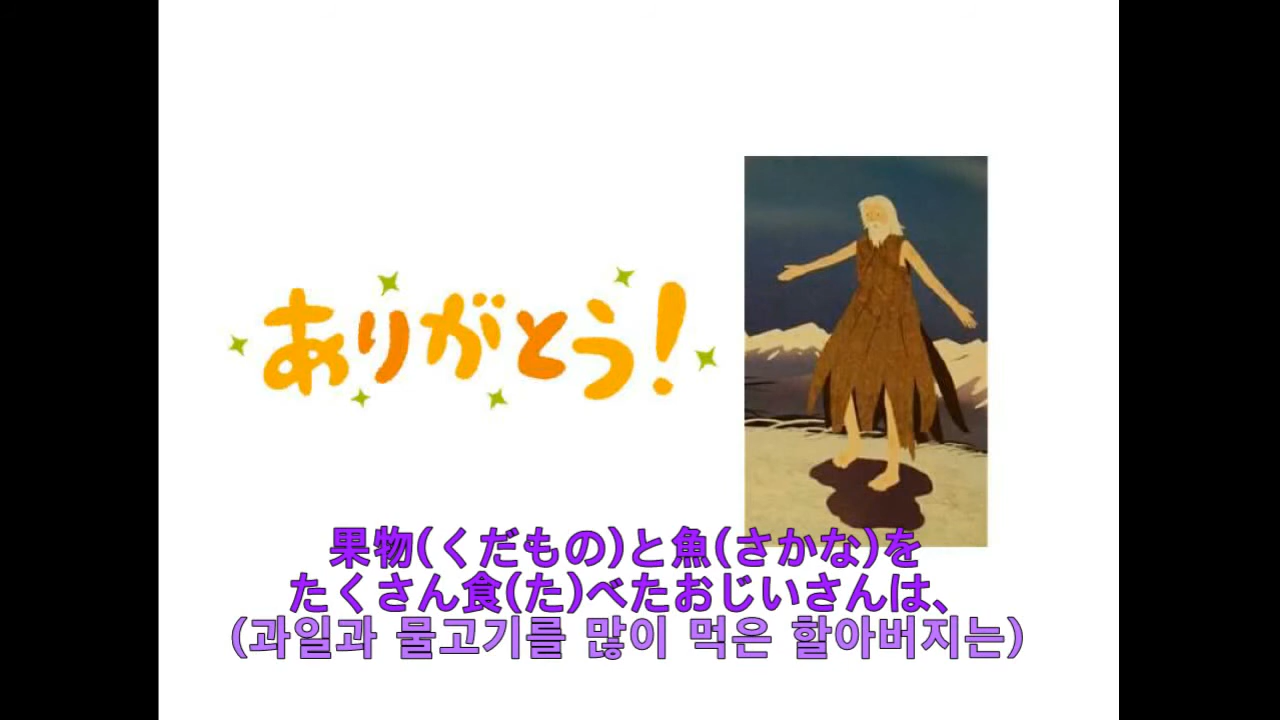 ありがとう!
果物(くだもの)と魚(さかな)を
たくさん食(た)べたおじいさんは、
(과일과 물고기를 많이 먹은 할아버지는)